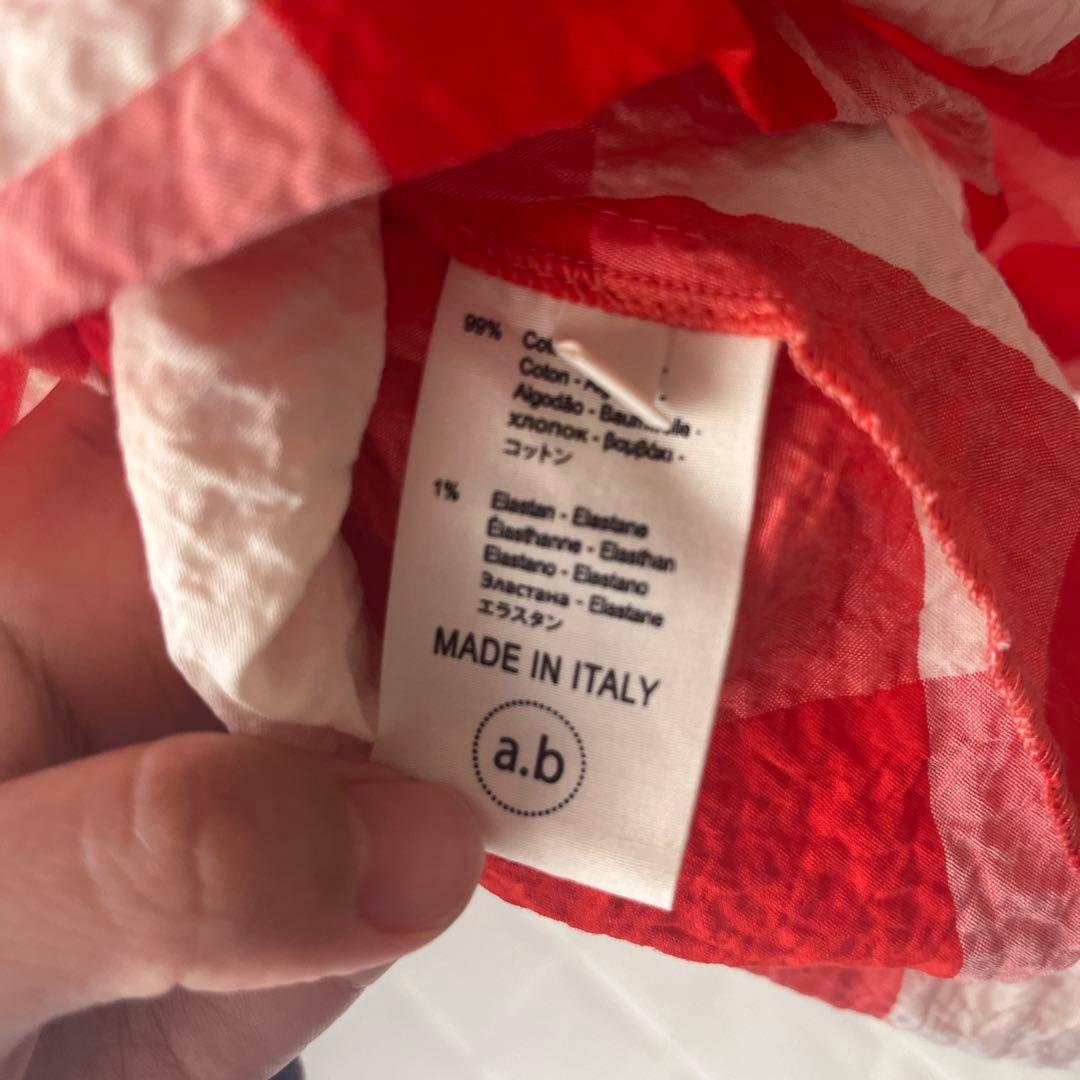 99%
Coton -
Algodão -
хлопок - βαμβάκι -
コットン
1% Elastan - Elastane
Élasthanne - Elasthan
Elastano - Elastano
Эластана - Elastane
エラスタン
MADE IN ITALY
a.b